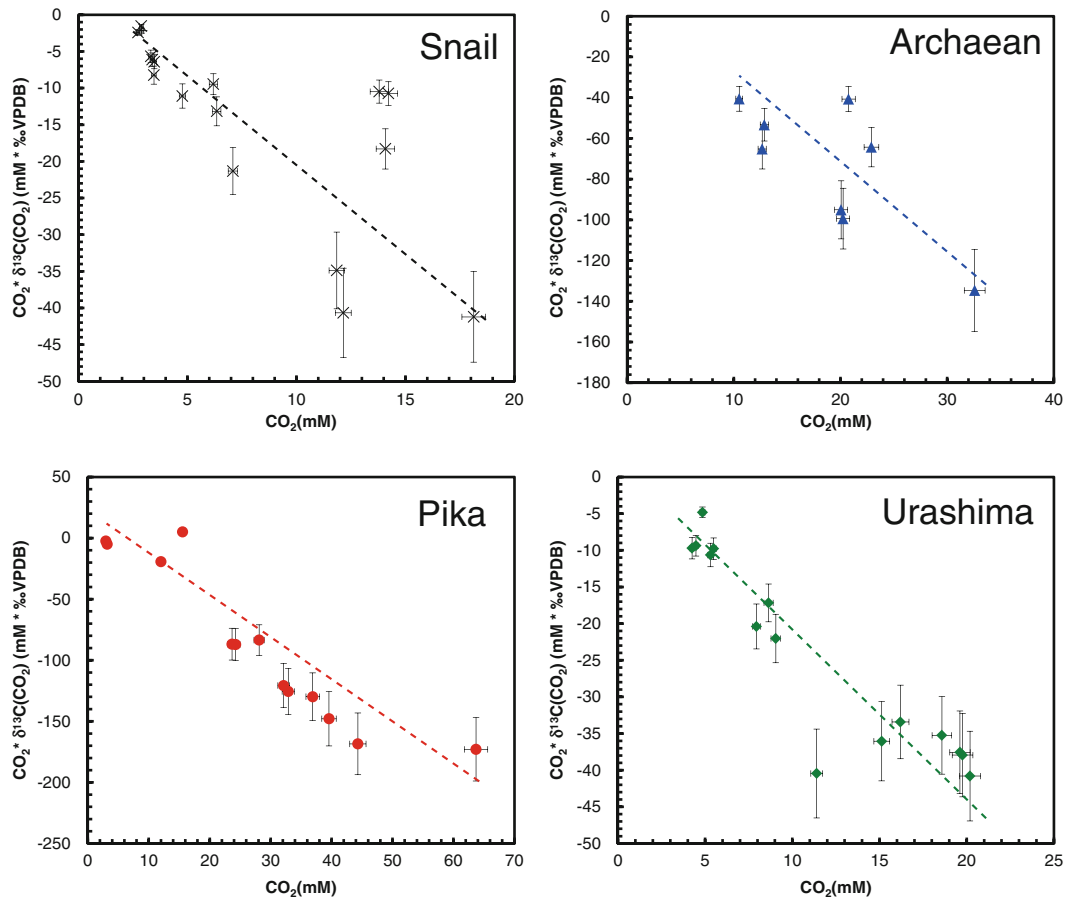 Snail
0
-5
-10
-15
-20
-25
-30
-35
-40
-45
-50
0 5 10 15 20
CO₂* δ¹³C(CO₂) (mM * ‰VPDB)
CO₂(mM)
Archaean
0
-20
-40
-60
-80
-100
-120
-140
-160
-180
0 10 20 30 40
CO₂* δ¹³C(CO₂) (mM * ‰VPDB)
CO₂(mM)
Pika
50
0
-50
-100
-150
-200
-250
0 10 20 30 40 50 60 70
CO₂* δ¹³C(CO₂) (mM * ‰VPDB)
CO₂(mM)
Urashima
0
-5
-10
-15
-20
-25
-30
-35
-40
-45
-50
0 5 10 15 20 25
CO₂* δ¹³C(CO₂) (mM * ‰VPDB)
CO₂(mM)